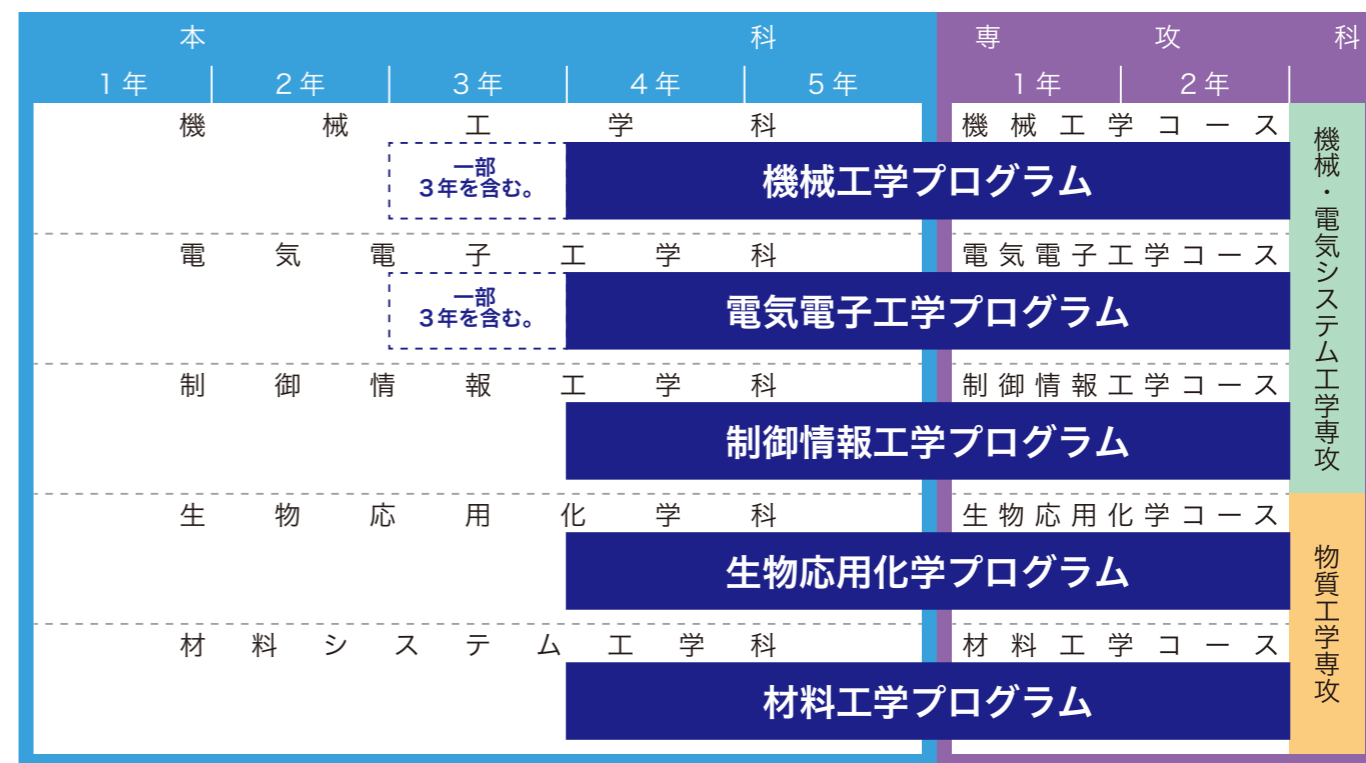 本科
専攻科
1年 2年 3年 4年 5年
1年 2年
機械工学科
機械工学コース
一部
3年を含む。
機械工学プログラム
電気電子工学科
電気電子工学コース
一部
3年を含む。
電気電子工学プログラム
制御情報工学科
制御情報工学コース
制御情報工学プログラム
機械・電気システム工学専攻
生物応用化学科
生物応用化学コース
生物応用化学プログラム
材料システム工学科
材料工学コース
材料工学プログラム
物質工学専攻